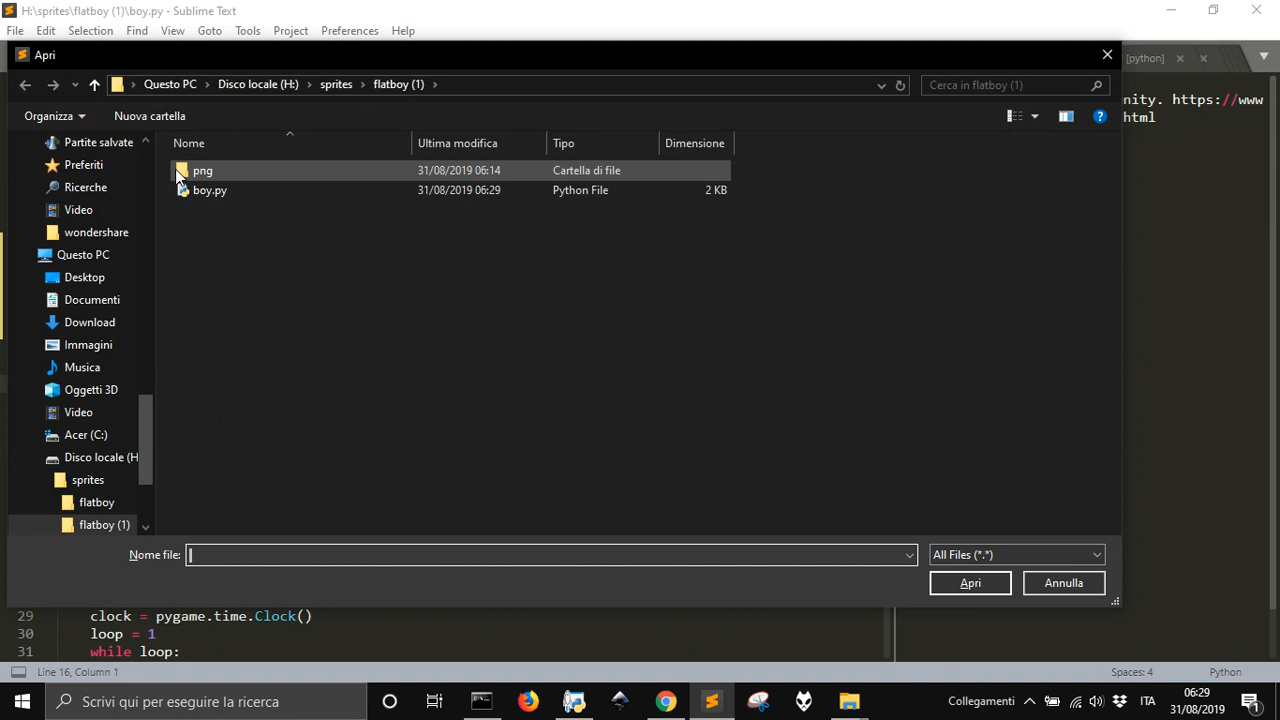 H:\sprites\flatboy (1)\boy.py - Sublime Text
File Edit Selection Find View Goto Tools Project Preferences Help
Apri
[python]
Questo PC Disco locale (H:) sprites flatboy (1)
Cerca in flatboy (1)
nity. https://www
html
Organizza Nuova cartella
Nome Ultima modifica Tipo Dimensione
png 31/08/2019 06:14 Cartella di file
boy.py 31/08/2019 06:29 Python File 2 KB
Partite salvate
Preferiti
Ricerche
Video
wondershare
Questo PC
Desktop
Documenti
Download
Immagini
Musica
Oggetti 3D
Video
Acer (C:)
Disco locale (H
sprites
flatboy
flatboy (1)
Nome file: All Files (*.*)
Apri Annulla
29 clock = pygame.time.Clock()
30 loop = 1
31 while loop:
Line 16, Column 1 Spaces: 4 Python
Scrivi qui per eseguire la ricerca
Collegamenti ITA 06:29
31/08/2019
1